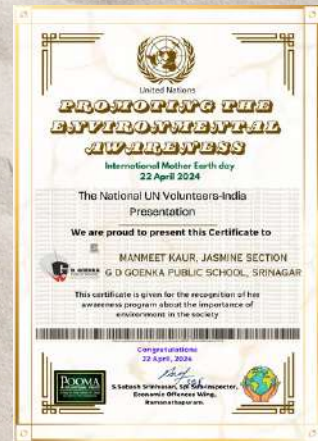 United Nations
PROMOTING THE
ENVIRONMENTAL
AWARENESS
International Mother Earth day
22 April 2024
The National UN Volunteers-India
Presentation
We are proud to present this Certificate to
MANMEET KAUR, JASMINE SECTION
G D GOENKA PUBLIC SCHOOL, SRINAGAR
This certificate is given for the recognition of her
awareness program about the importance of
environment in the society
Congratulations
22 April, 2024
POOMA
S.Sabash Srinivasan, Spl Sub-Inspector,
Economic Offences Wing,
Ramanathapuram.